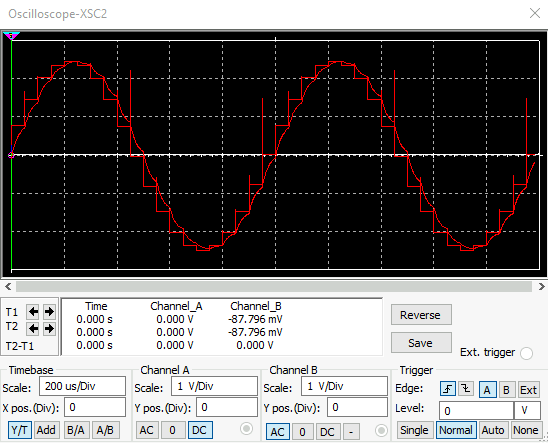 Oscilloscope-XSC2
Time Channel_A Channel_B
T1 0.000 s 0.000 V -87.796 mV
T2 0.000 s 0.000 V -87.796 mV
T2-T1 0.000 s 0.000 V 0.000 V
Reverse
Save
Ext. trigger
Timebase
Scale: 200 us/Div
X pos.(Div): 0
Y/T Add B/A A/B
Channel A
Scale: 1 V/Div
Y pos.(Div): 0
AC 0 DC
Channel B
Scale: 1 V/Div
Y pos.(Div): 0
AC 0 DC -
Trigger
Edge: A B Ext
Level: 0 V
Single Normal Auto None